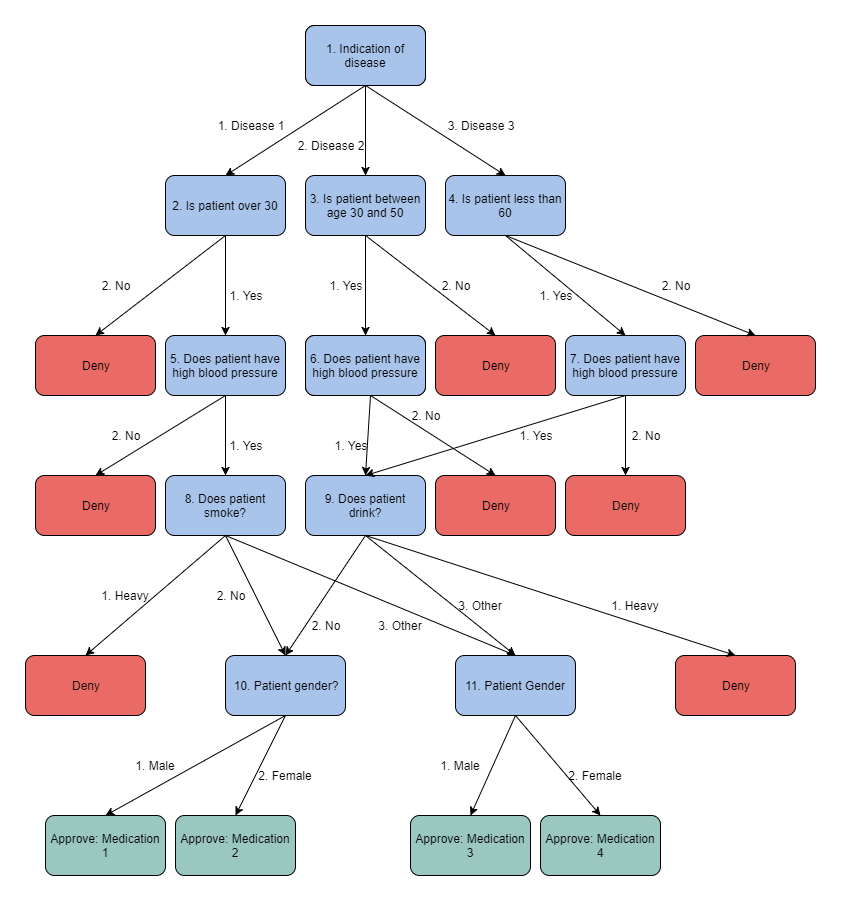 1. Indication of
disease
1. Disease 1
3. Disease 3
2. Disease 2
2. Is patient over 30
3. Is patient between
age 30 and 50
4. Is patient less than
60
2. No
1. Yes
1. Yes
2. No
1. Yes
2. No
Deny
5. Does patient have
high blood pressure
6. Does patient have
high blood pressure
Deny
7. Does patient have
high blood pressure
Deny
2. No
1. Yes
1. Yes
2. No
1. Yes
2. No
Deny
8. Does patient
smoke?
9. Does patient
drink?
Deny
Deny
1. Heavy
2. No
2. No
3. Other
3. Other
1. Heavy
Deny
10. Patient gender?
11. Patient Gender
Deny
1. Male
2. Female
1. Male
2. Female
Approve: Medication
1
Approve: Medication
2
Approve: Medication
3
Approve: Medication
4